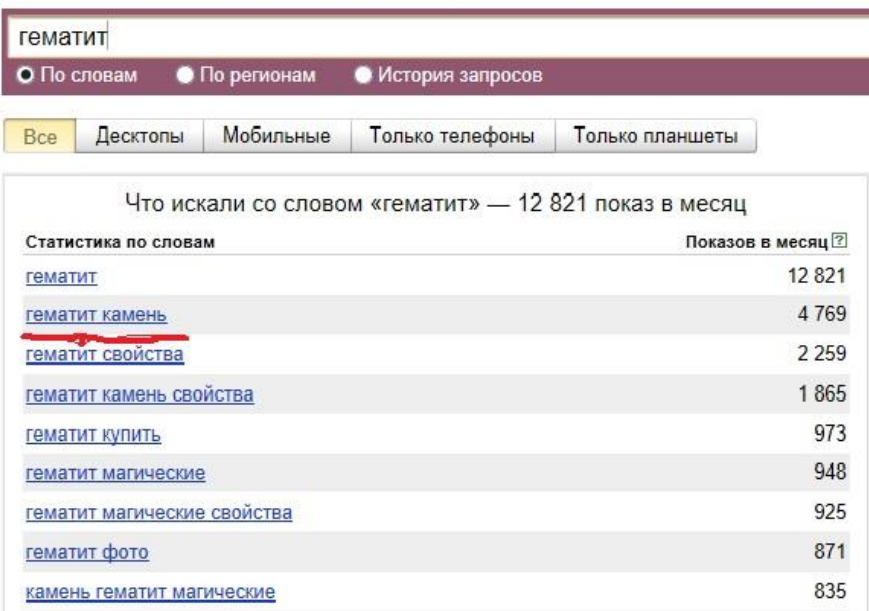 гематит
По словам По регионам История запросов
Все Десктопы Мобильные Только телефоны Только планшеты
Что искали со словом «гематит» — 12 821 показ в месяц
Статистика по словам Показов в месяц ?
гематит 12 821
гематит камень 4 769
гематит свойства 2 259
гематит камень свойства 1 865
гематит купить 973
гематит магические 948
гематит магические свойства 925
гематит фото 871
камень гематит магические 835